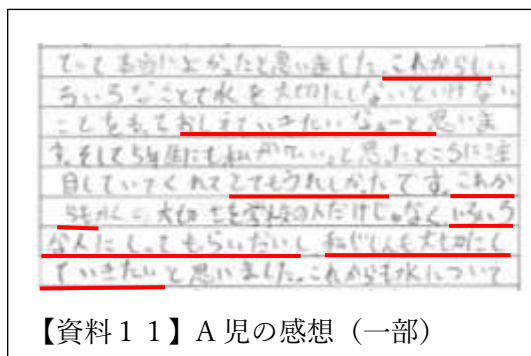 て本当によかったと思いました。これからもい
ろいろなことで水を大切にしないといけない
ことをもっておしえていきたいなぁーと思いま
す。そして5年生にも私が と思ったところに注
目していてくれてとてもうれしかったです。これか
らも 大切さを学校の人だけじゃなく、いろいろ
な人にしってもらいたいし、私じしんも大切にし
ていきたいと思いました。これからも水について
【資料11】A児の感想(一部)